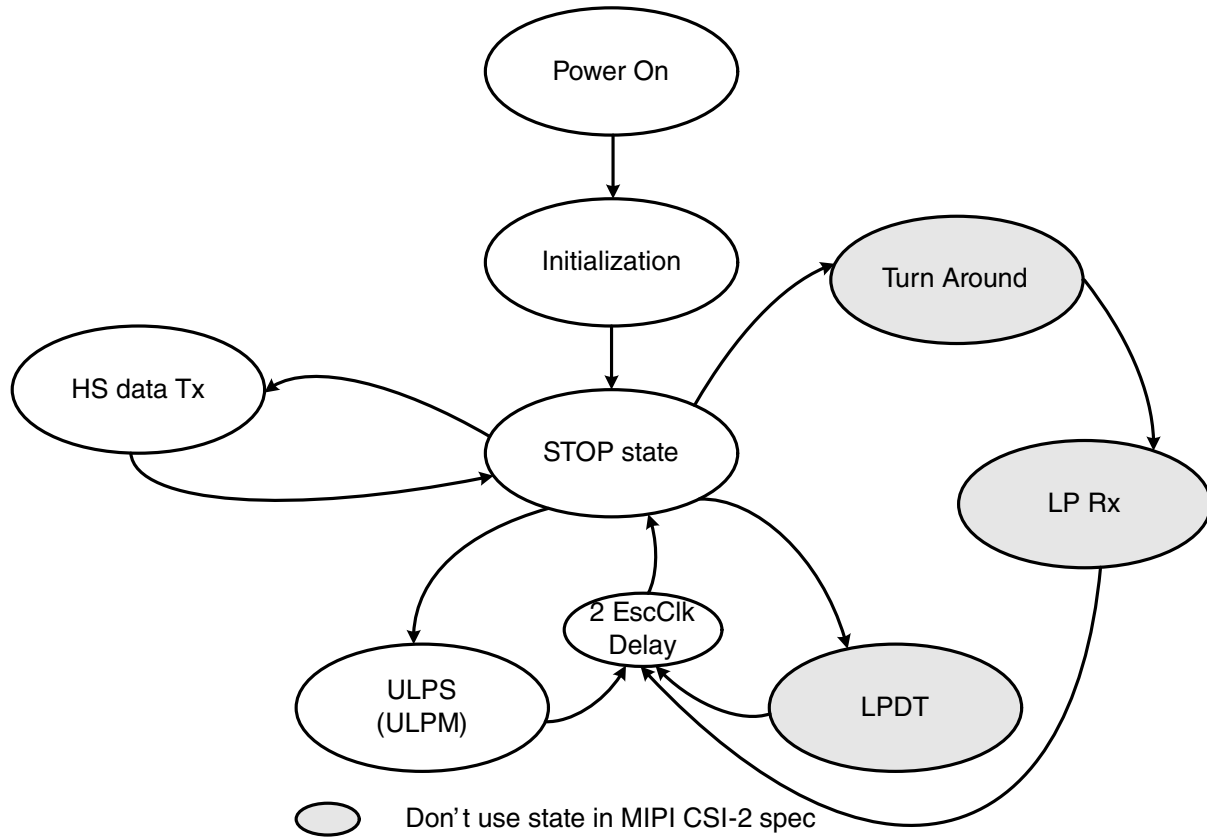 Power On
Initialization
Turn Around
HS data Tx
STOP state
LP Rx
2 EscClk
Delay
ULPS
(ULPM)
LPDT
Don't use state in MIPI CSI-2 spec